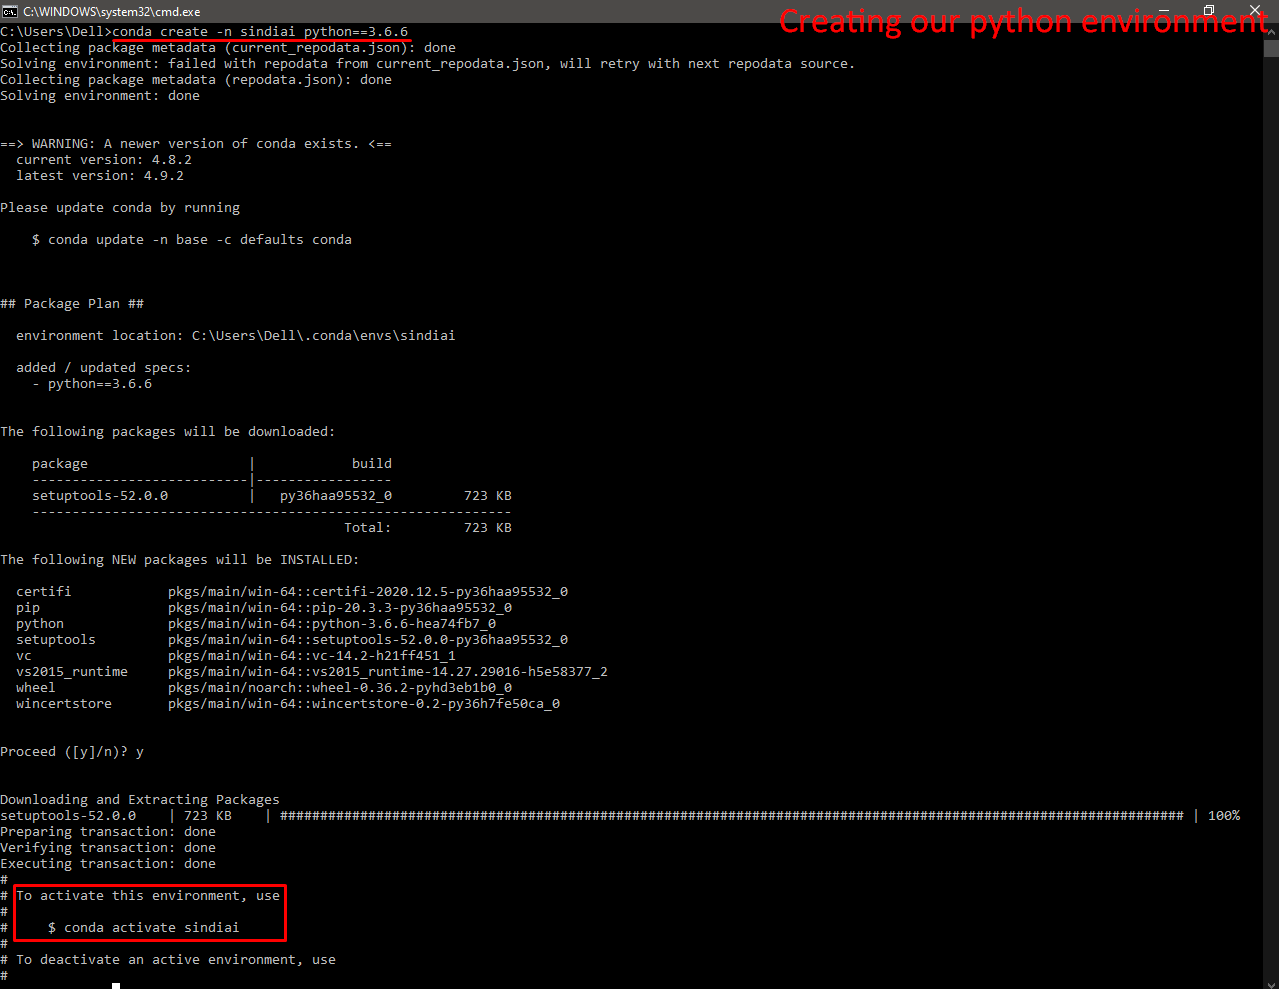 C:\WINDOWS\system32\cmd.exe
Creating our python environment
C:\Users\Dell>conda create -n sindiai python==3.6.6
Collecting package metadata (current_repodata.json): done
Solving environment: failed with repodata from current_repodata.json, will retry with next repodata source.
Collecting package metadata (repodata.json): done
Solving environment: done
==> WARNING: A newer version of conda exists. <==
  current version: 4.8.2
  latest version: 4.9.2
Please update conda by running
    $ conda update -n base -c defaults conda
## Package Plan ##
  environment location: C:\Users\Dell\.conda\envs\sindiai
  added / updated specs:
    - python==3.6.6
The following packages will be downloaded:
    package                    |            build
    ---------------------------|-----------------
    setuptools-52.0.0          |   py36haa95532_0         723 KB
    ------------------------------------------------------------
                                           Total:         723 KB
The following NEW packages will be INSTALLED:
  certifi            pkgs/main/win-64::certifi-2020.12.5-py36haa95532_0
  pip                pkgs/main/win-64::pip-20.3.3-py36haa95532_0
  python             pkgs/main/win-64::python-3.6.6-hea74fb7_0
  setuptools         pkgs/main/win-64::setuptools-52.0.0-py36haa95532_0
  vc                 pkgs/main/win-64::vc-14.2-h21ff451_1
  vs2015_runtime     pkgs/main/win-64::vs2015_runtime-14.27.29016-h5e58377_2
  wheel              pkgs/main/noarch::wheel-0.36.2-pyhd3eb1b0_0
  wincertstore       pkgs/main/win-64::wincertstore-0.2-py36h7fe50ca_0
Proceed ([y]/n)? y
Downloading and Extracting Packages
setuptools-52.0.0    | 723 KB    | ################################################################################################################# | 100%
Preparing transaction: done
Verifying transaction: done
Executing transaction: done
#
# To activate this environment, use
#
#     $ conda activate sindiai
#
# To deactivate an active environment, use
#